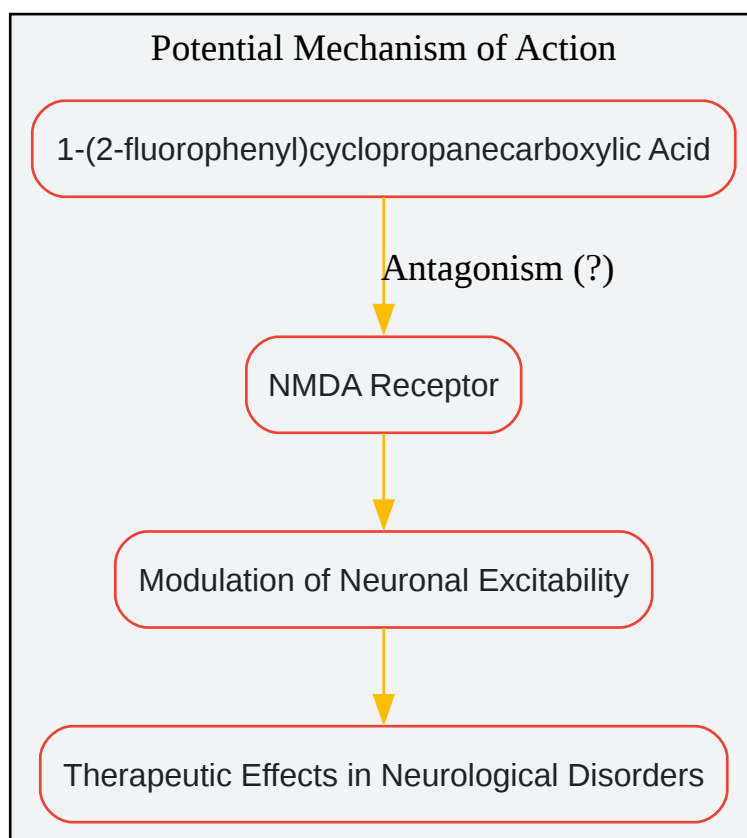 Potential Mechanism of Action
1-(2-fluorophenyl)cyclopropanecarboxylic Acid
Antagonism (?)
NMDA Receptor
Modulation of Neuronal Excitability
Therapeutic Effects in Neurological Disorders